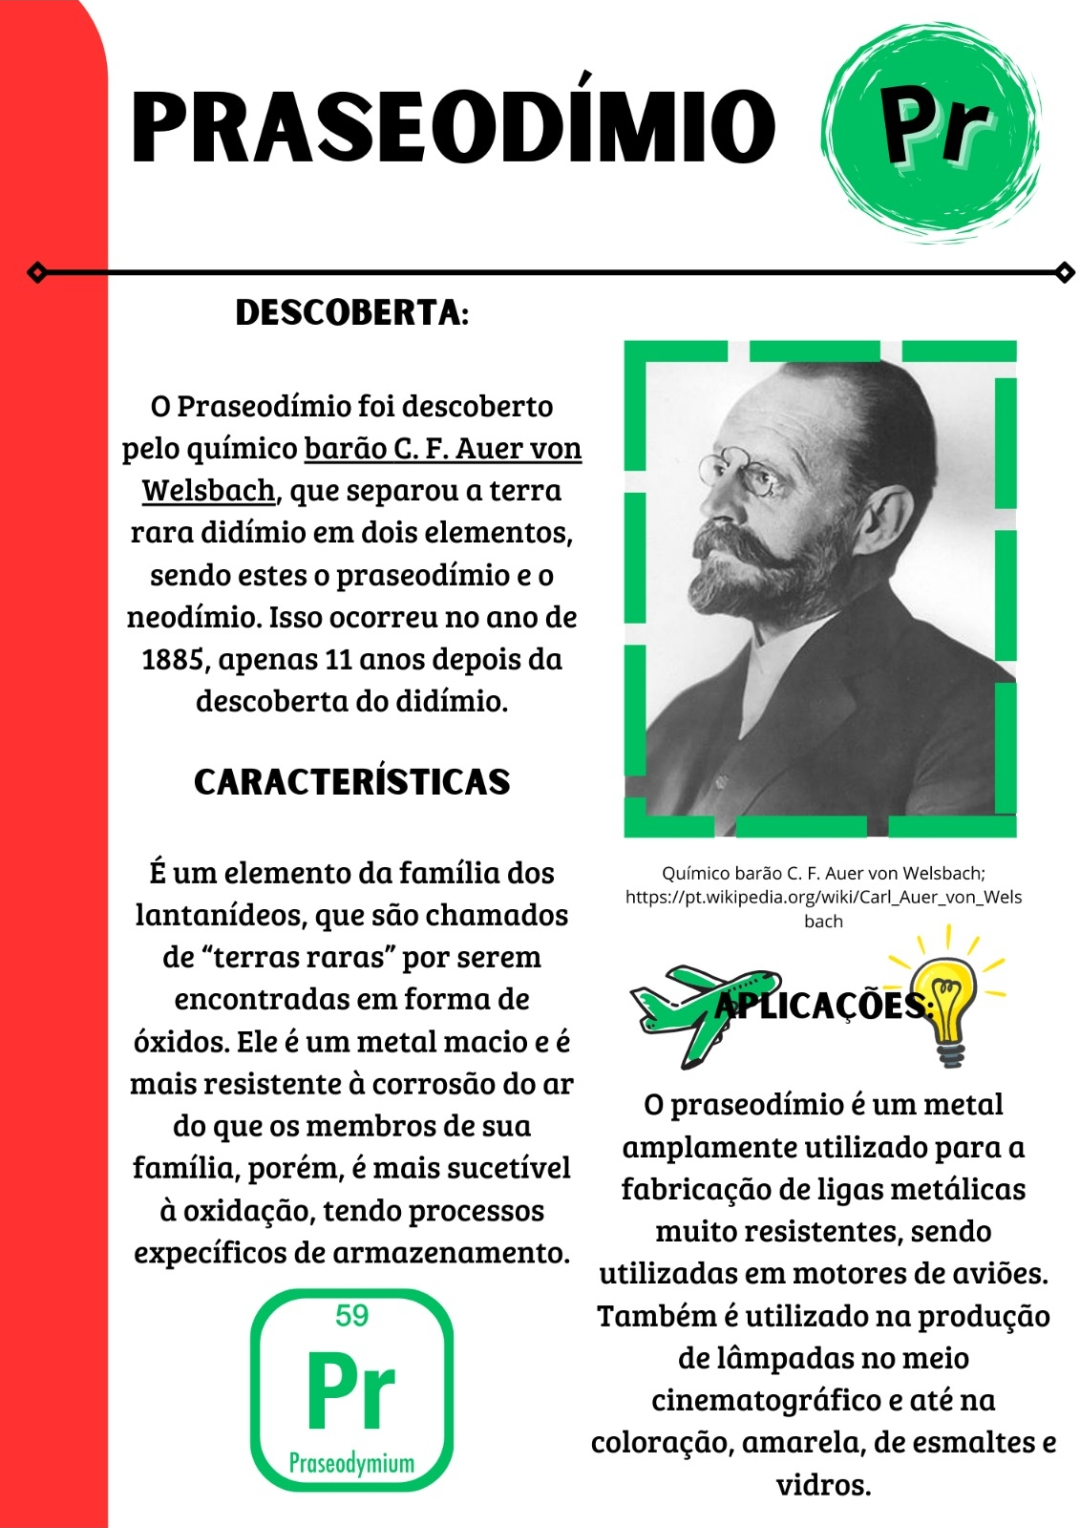 PRASEODÍMIO
Pr
DESCOBERTA:
O Praseodímio foi descoberto
pelo químico barão C. F. Auer von
Welsbach, que separou a terra
rara didímio em dois elementos,
sendo estes o praseodímio e o
neodímio. Isso ocorreu no ano de
1885, apenas 11 anos depois da
descoberta do didímio.
CARACTERÍSTICAS
É um elemento da família dos
lantanídeos, que são chamados
de “terras raras” por serem
encontradas em forma de
óxidos. Ele é um metal macio e é
mais resistente à corrosão do ar
do que os membros de sua
família, porém, é mais sucetível
à oxidação, tendo processos
expecíficos de armazenamento.
59
Pr
Praseodymium
Químico barão C. F. Auer von Welsbach;
https://pt.wikipedia.org/wiki/Carl_Auer_von_Wels
bach
APLICAÇÕES:
O praseodímio é um metal
amplamente utilizado para a
fabricação de ligas metálicas
muito resistentes, sendo
utilizadas em motores de aviões.
Também é utilizado na produção
de lâmpadas no meio
cinematográfico e até na
coloração, amarela, de esmaltes e
vidros.